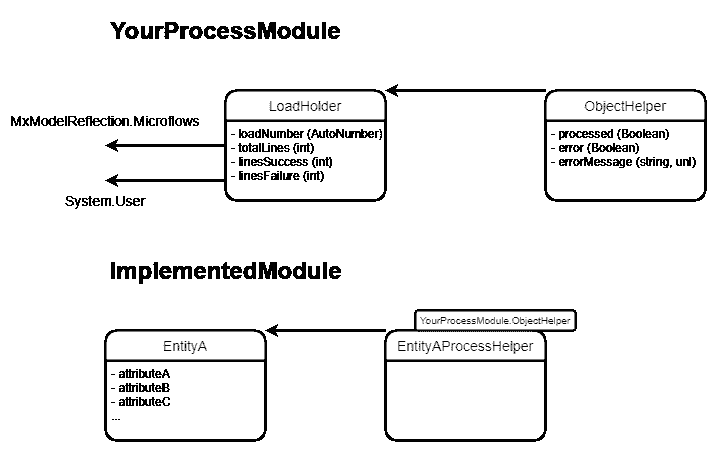 YourProcessModule
LoadHolder
ObjectHelper
MxModelReflection.Microflows
- loadNumber (AutoNumber)
- totalLines (int)
- linesSuccess (int)
- linesFailure (int)
- processed (Boolean)
- error (Boolean)
- errorMessage (string, unl)
System.User
ImplementedModule
YourProcessModule.ObjectHelper
EntityA
EntityAProcessHelper
- attributeA
- attributeB
- attributeC
...